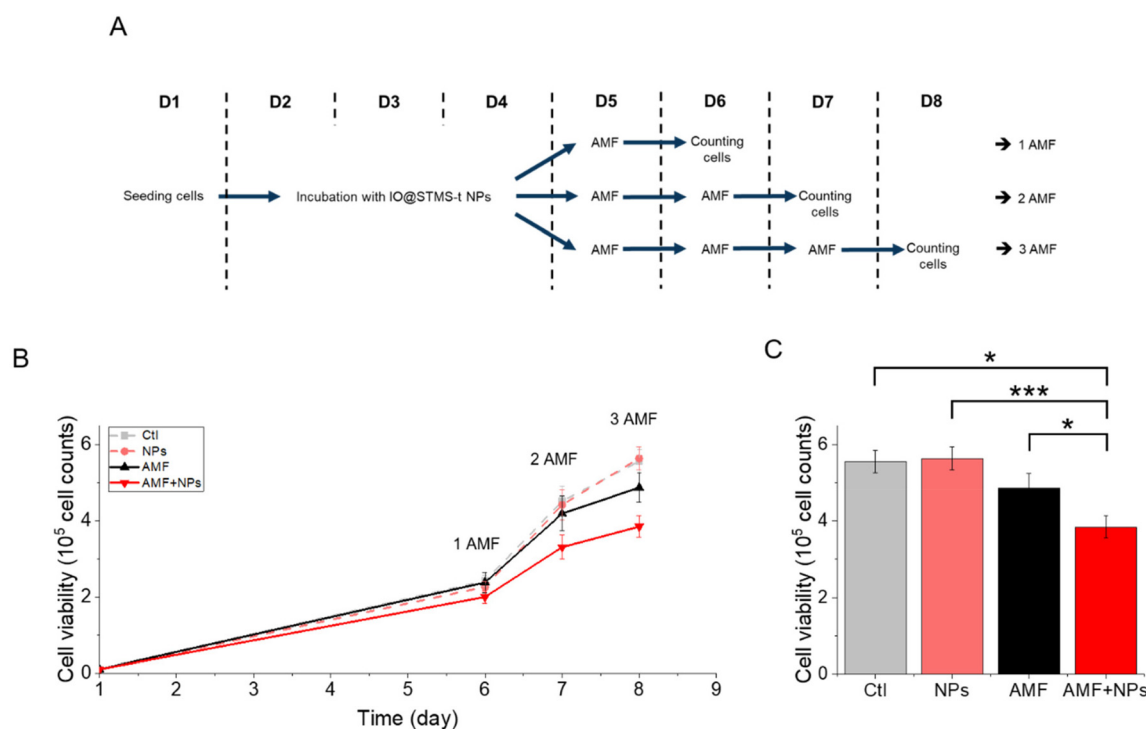 A
D1 D2 D3 D4 D5 D6 D7 D8
AMF Counting cells ➔ 1 AMF
Seeding cells Incubation with IO@STMS-t NPs AMF AMF Counting cells ➔ 2 AMF
AMF AMF AMF Counting cells ➔ 3 AMF
B
Cell viability (10⁵ cell counts)
6
4
2
0
Ctl
NPs
AMF
AMF+NPs
1 AMF
2 AMF
3 AMF
1 2 3 4 5 6 7 8 9
Time (day)
C
Cell viability (10⁵ cell counts)
6
4
2
0
*
***
*
Ctl NPs AMF AMF+NPs